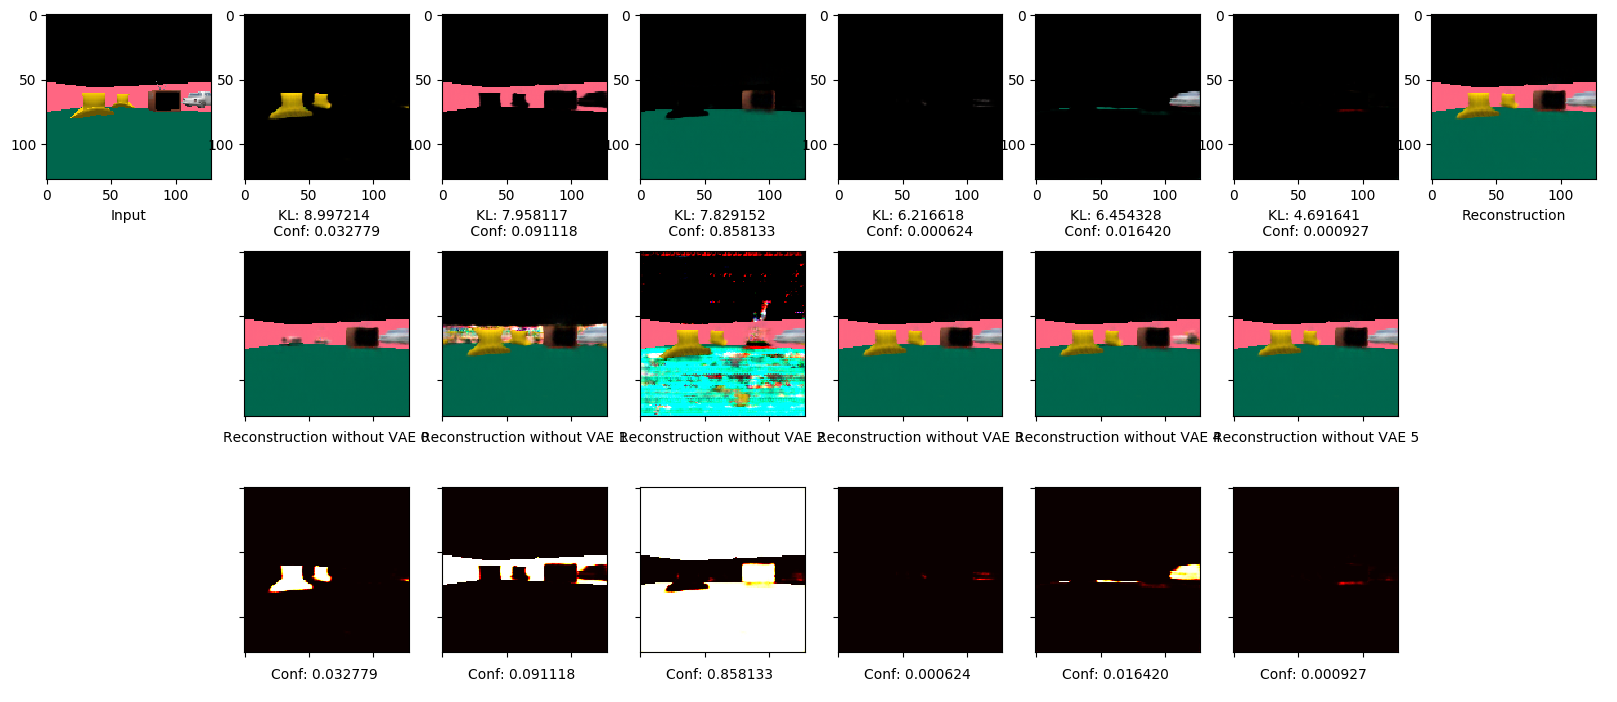 0
0
0
0
0
0
0
0
50
50
50
50
50
50
50
50
100
100
100
100
100
100
100
100
0 50 100
0 50 100
0 50 100
0 50 100
0 50 100
0 50 100
0 50 100
0 50 100
Input
KL: 8.997214
Conf: 0.032779
KL: 7.958117
Conf: 0.091118
KL: 7.829152
Conf: 0.858133
KL: 6.216618
Conf: 0.000624
KL: 6.454328
Conf: 0.016420
KL: 4.691641
Conf: 0.000927
Reconstruction
Reconstruction without VAE 0
Reconstruction without VAE 1
Reconstruction without VAE 2
Reconstruction without VAE 3
Reconstruction without VAE 4
Reconstruction without VAE 5
Conf: 0.032779
Conf: 0.091118
Conf: 0.858133
Conf: 0.000624
Conf: 0.016420
Conf: 0.000927